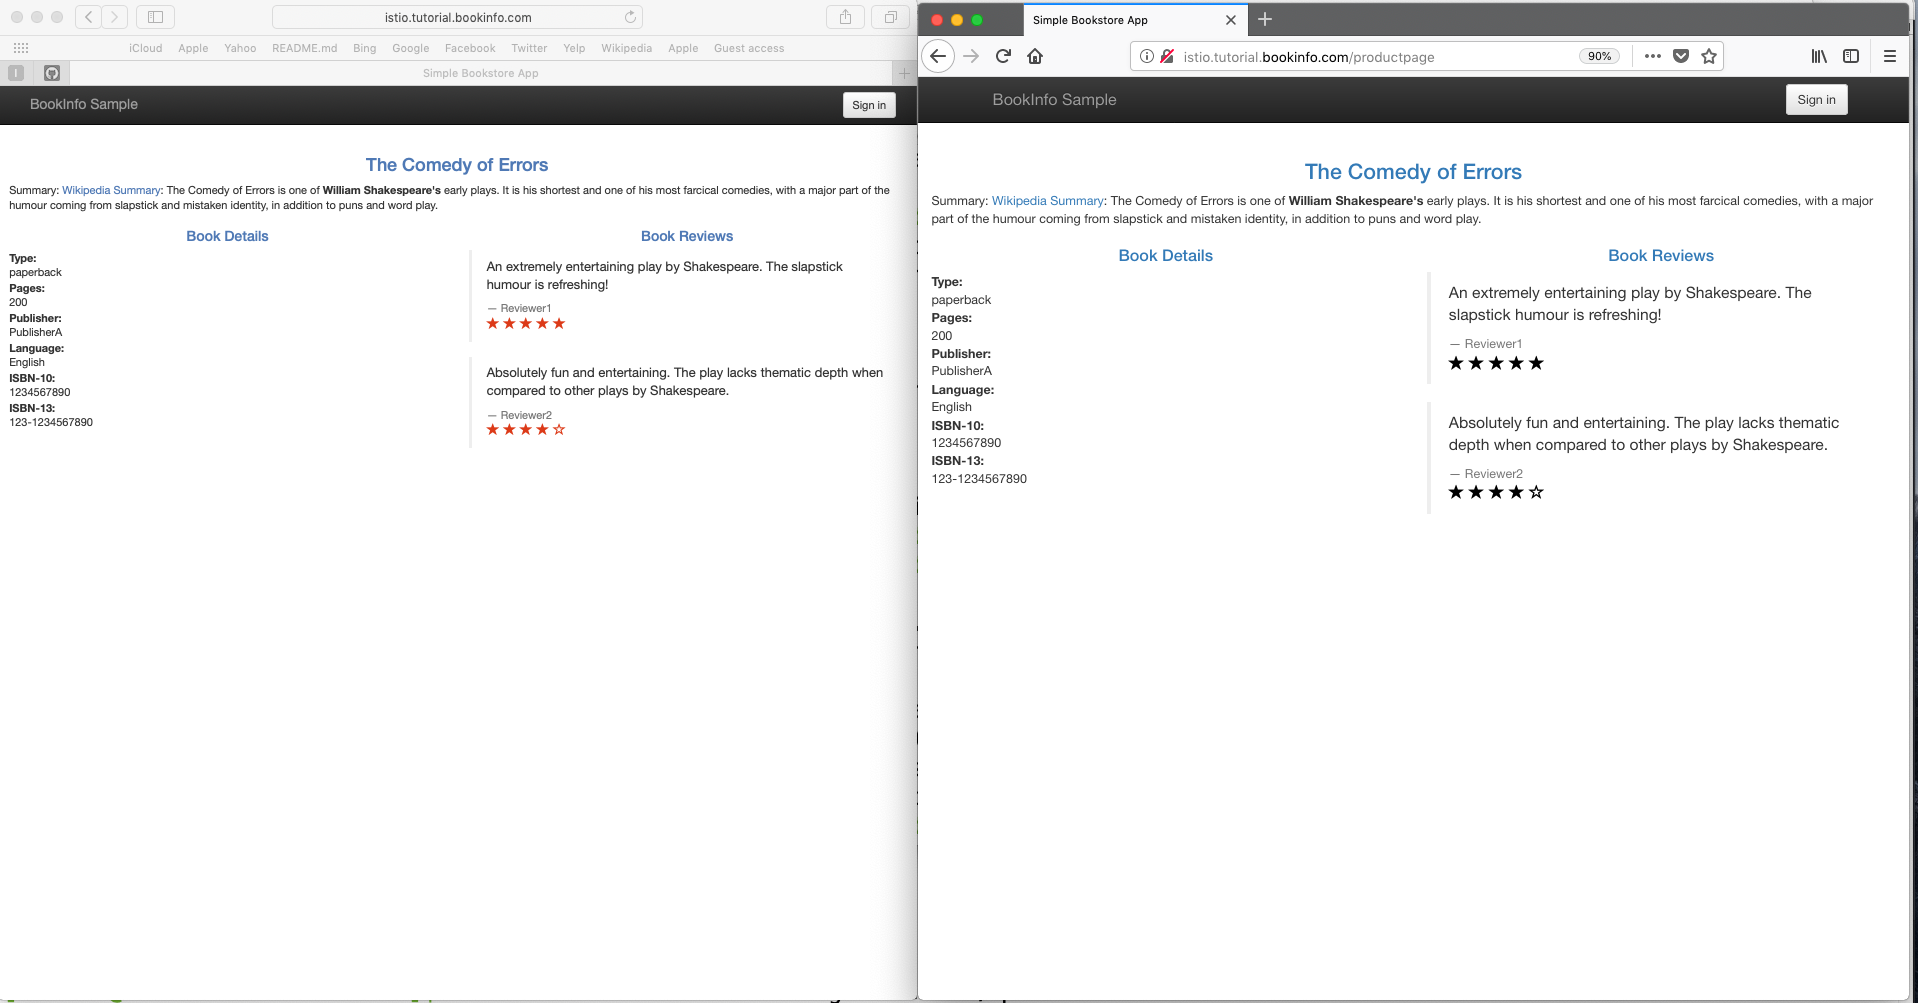 istio.tutorial.bookinfo.com
iCloud Apple Yahoo README.md Bing Google Facebook Twitter Yelp Wikipedia Apple Guest access
I
Simple Bookstore App
BookInfo Sample
Sign in
The Comedy of Errors
Summary: Wikipedia Summary: The Comedy of Errors is one of William Shakespeare's early plays. It is his shortest and one of his most farcical comedies, with a major part of the
humour coming from slapstick and mistaken identity, in addition to puns and word play.
Book Details
Type:
paperback
Pages:
200
Publisher:
PublisherA
Language:
English
ISBN-10:
1234567890
ISBN-13:
123-1234567890
Book Reviews
An extremely entertaining play by Shakespeare. The slapstick
humour is refreshing!
— Reviewer1
★★★★★
Absolutely fun and entertaining. The play lacks thematic depth when
compared to other plays by Shakespeare.
— Reviewer2
★★★★☆
Simple Bookstore App
istio.tutorial.bookinfo.com/productpage
90%
BookInfo Sample
Sign in
The Comedy of Errors
Summary: Wikipedia Summary: The Comedy of Errors is one of William Shakespeare's early plays. It is his shortest and one of his most farcical comedies, with a major
part of the humour coming from slapstick and mistaken identity, in addition to puns and word play.
Book Details
Type:
paperback
Pages:
200
Publisher:
PublisherA
Language:
English
ISBN-10:
1234567890
ISBN-13:
123-1234567890
Book Reviews
An extremely entertaining play by Shakespeare. The
slapstick humour is refreshing!
— Reviewer1
★★★★★
Absolutely fun and entertaining. The play lacks thematic
depth when compared to other plays by Shakespeare.
— Reviewer2
★★★★☆